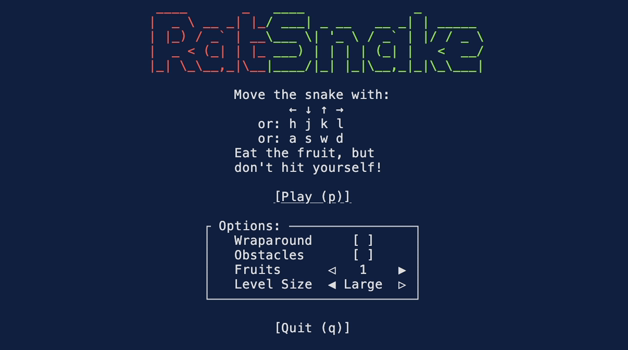 RatSnake
Move the snake with:
← ↓ ↑ →
or: h j k l
or: a s w d
Eat the fruit, but
don't hit yourself!
[Play (p)]
Options:
Wraparound [ ]
Obstacles [ ]
Fruits ◁ 1 ▶
Level Size ◀ Large ▷
[Quit (q)]